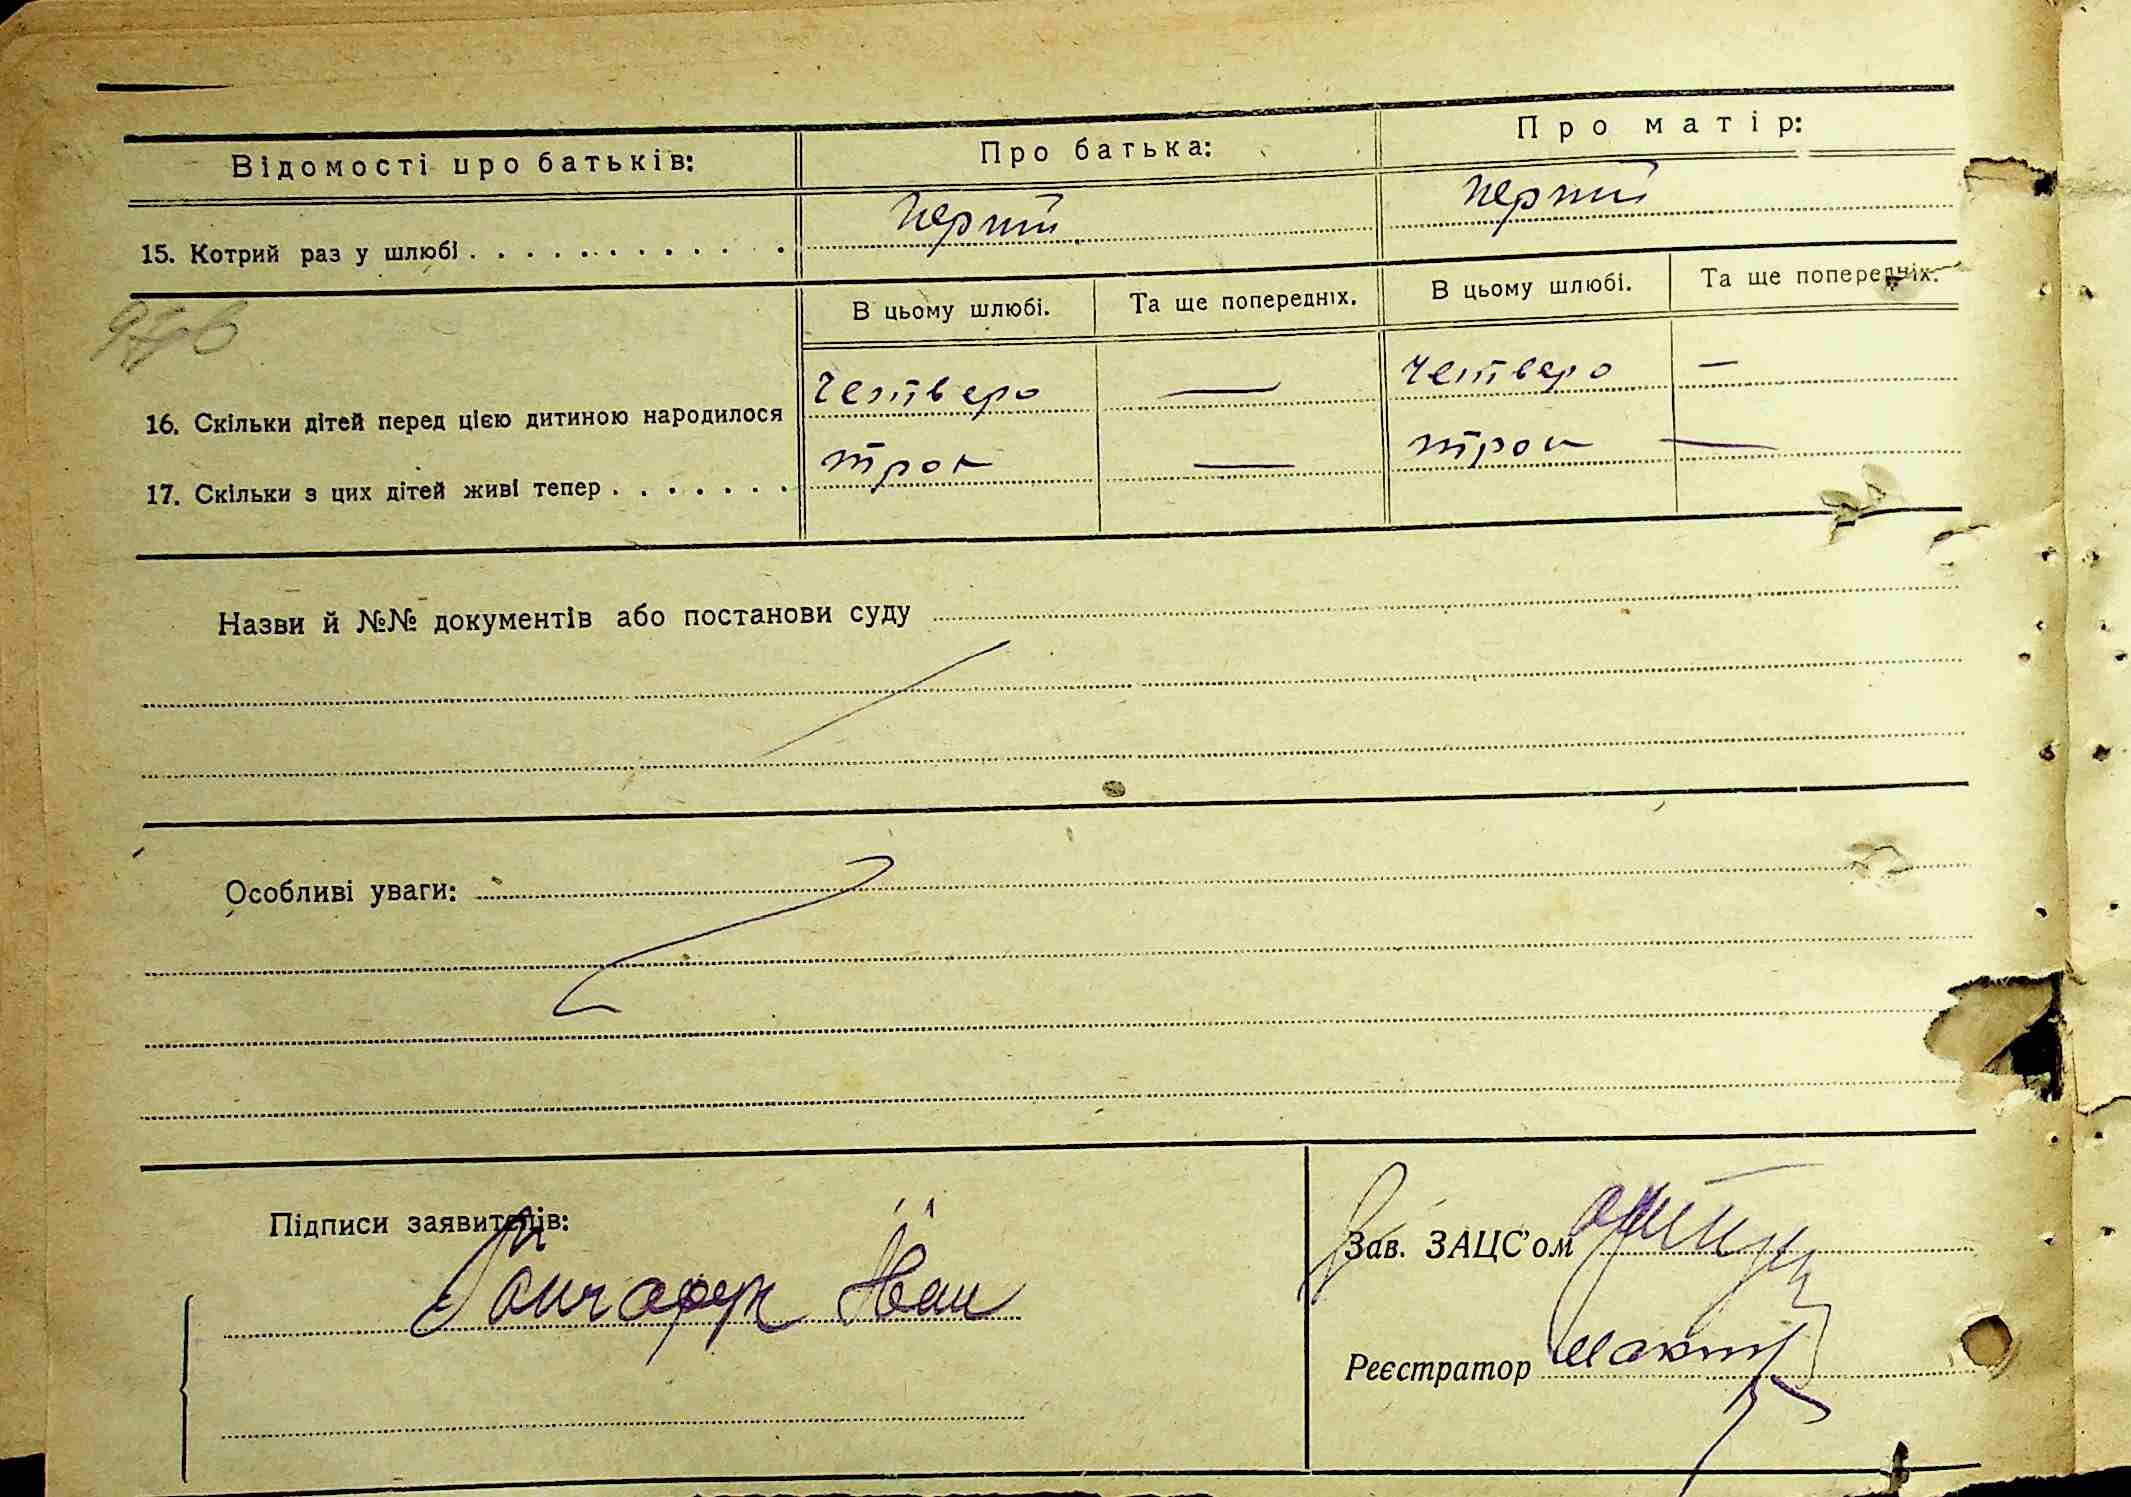 Відомості про батьків: Про батька: Про матір:
15. Котрий раз у шлюбі перший перший
В цьому шлюбі. Та ще попередніх. В цьому шлюбі. Та ще попередніх.
16. Скільки дітей перед цією дитиною народилося четверо — четверо —
17. Скільки з цих дітей живі тепер троє — троє —
Назви й №№ документів або постанови суду
Особливі уваги:
Підписи заявителів:
Гончарук Іван
Зав. ЗАЦС'ом
Реєстратор